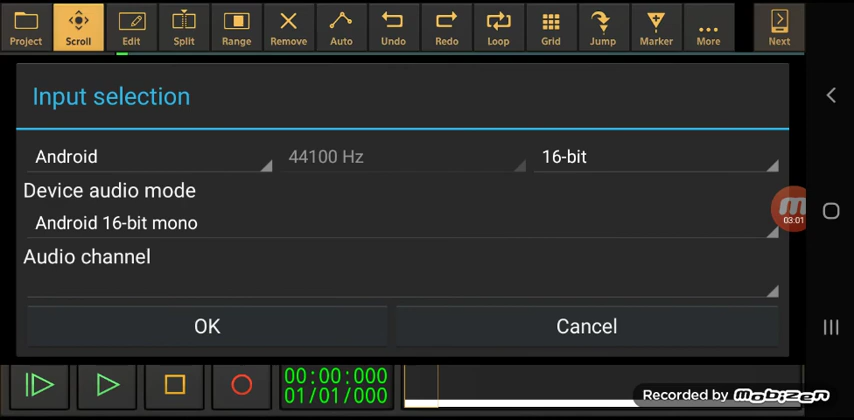 Project Scroll Edit Split Range Remove Auto Undo Redo Loop Grid Jump Marker More Next
Input selection
Android 44100 Hz 16-bit
Device audio mode
Android 16-bit mono
03:01
Audio channel
OK Cancel
00:00:000
01/01/000
Recorded by mobizen